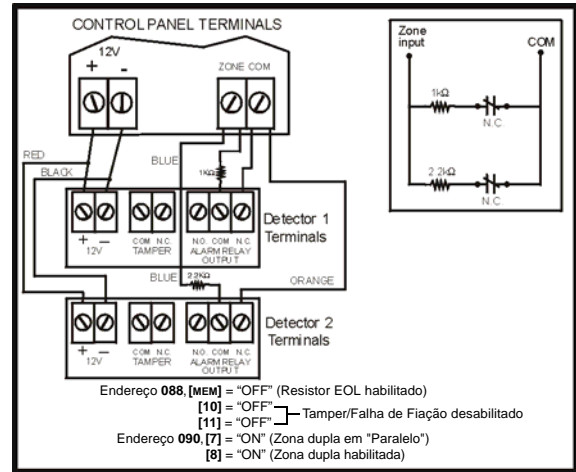 CONTROL PANEL TERMINALS
12V
+ -
ZONE COM
RED
BLACK
BLUE
1KΩ
Detector 1
Terminals
+ -
12V
COM N.C.
TAMPER
N.O. COM N.C.
ALARM RELAY
OUTPUT
BLUE
2.2KΩ
ORANGE
Detector 2
Terminals
+ -
12V
COM N.C.
TAMPER
N.O. COM N.C.
ALARM RELAY
OUTPUT
Zone
input
COM
1kΩ
N.C.
2.2kΩ
N.C.
Endereço 088, [MEM] = “OFF” (Resistor EOL habilitado)
[10] = “OFF”
[11] = “OFF”
Tamper/Falha de Fiação desabilitado
Endereço 090, [7] = “ON” (Zona dupla em "Paralelo")
[8] = “ON” (Zona dupla habilitada)